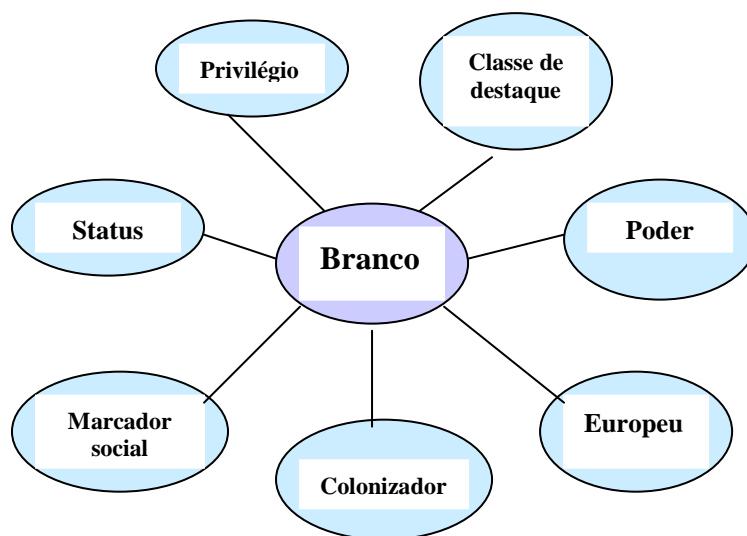 Privilégio
Classe de
destaque
Status
Branco
Poder
Marcador
social
Colonizador
Europeu